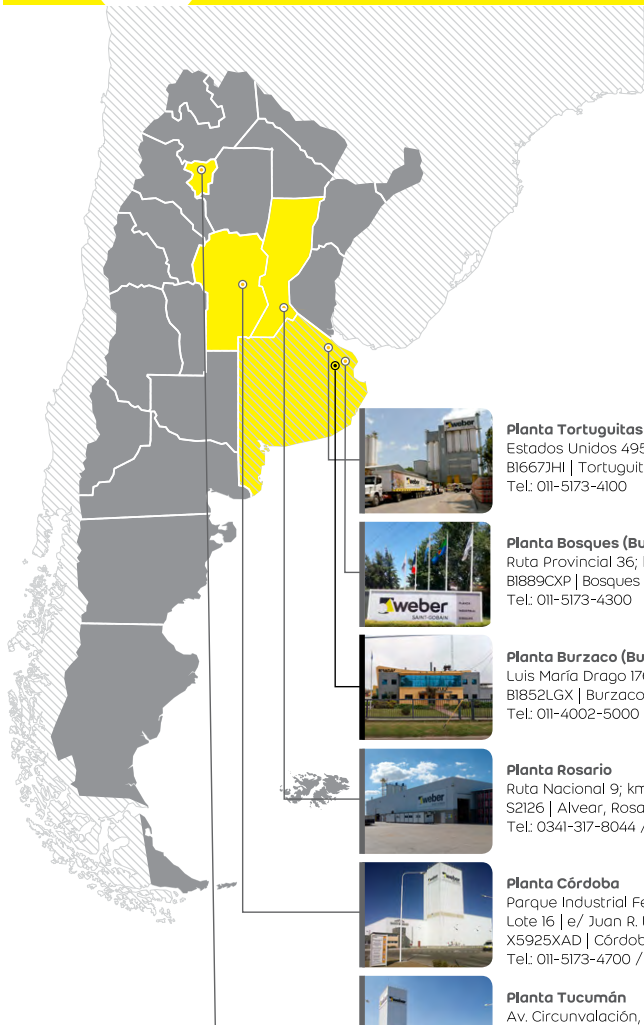 Planta Tortuguitas
Estados Unidos 495
B1667JHI | Tortuguit
Tel.: 011-5173-4100
weber
Planta Bosques (Bu
Ruta Provincial 36;
B1889CXP | Bosques
Tel.: 011-5173-4300
weber
SAINT-GOBAIN
Planta Burzaco (Bu
Luis María Drago 176
B1852LGX | Burzaco
Tel.: 011-4002-5000
Planta Rosario
Ruta Nacional 9; km
S2126 | Alvear, Rosa
Tel.: 0341-317-8044 /
weber
Planta Córdoba
Parque Industrial Fe
Lote 16 | e/ Juan R.
X5925XAD | Córdob
Tel.: 011-5173-4700 /
weber
Planta Tucumán
Av. Circunvalación,
weber